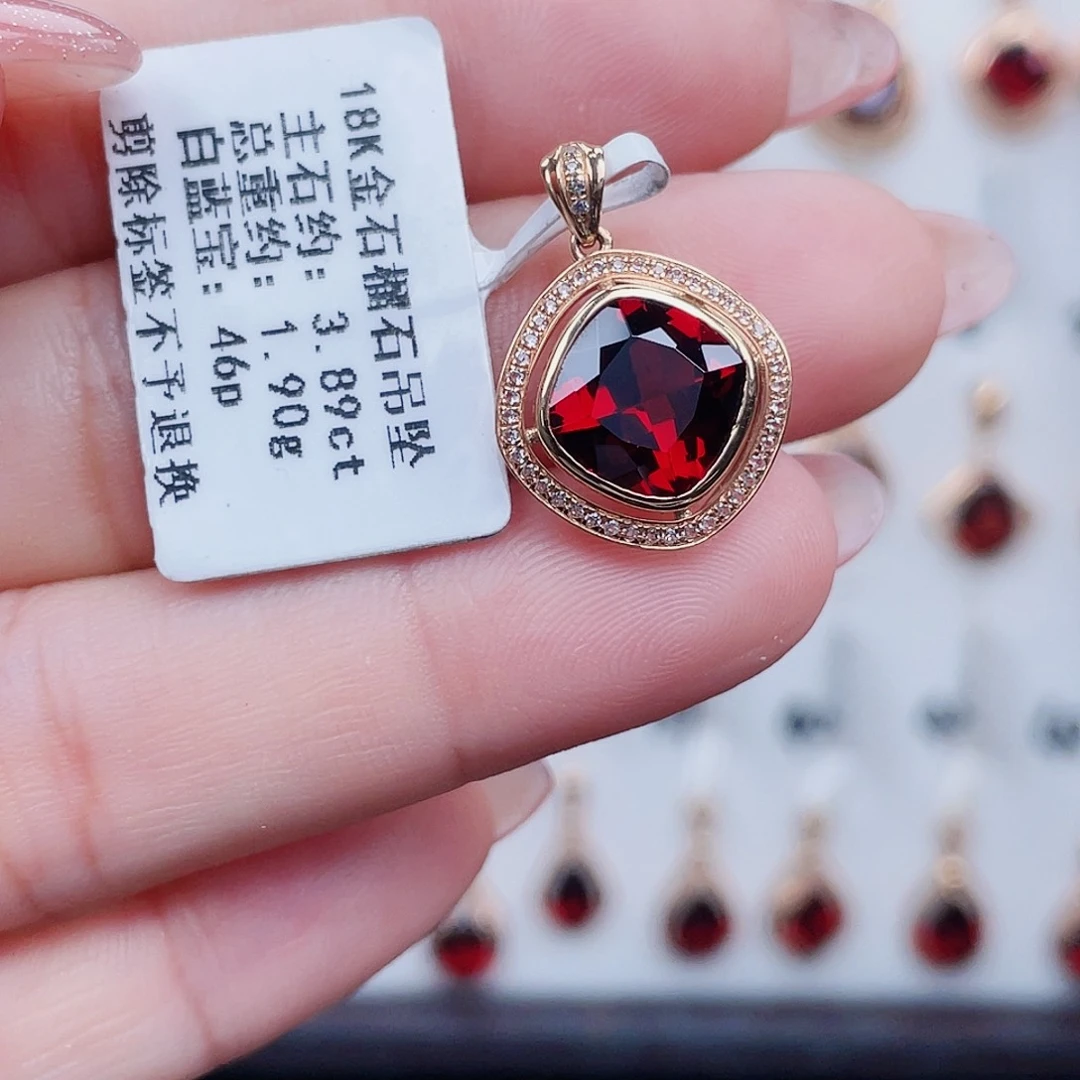 18K金石榴石吊坠
主石约: 3.89ct
总重约: 1.90g
白蓝宝: 46p
剪除标签不予退换